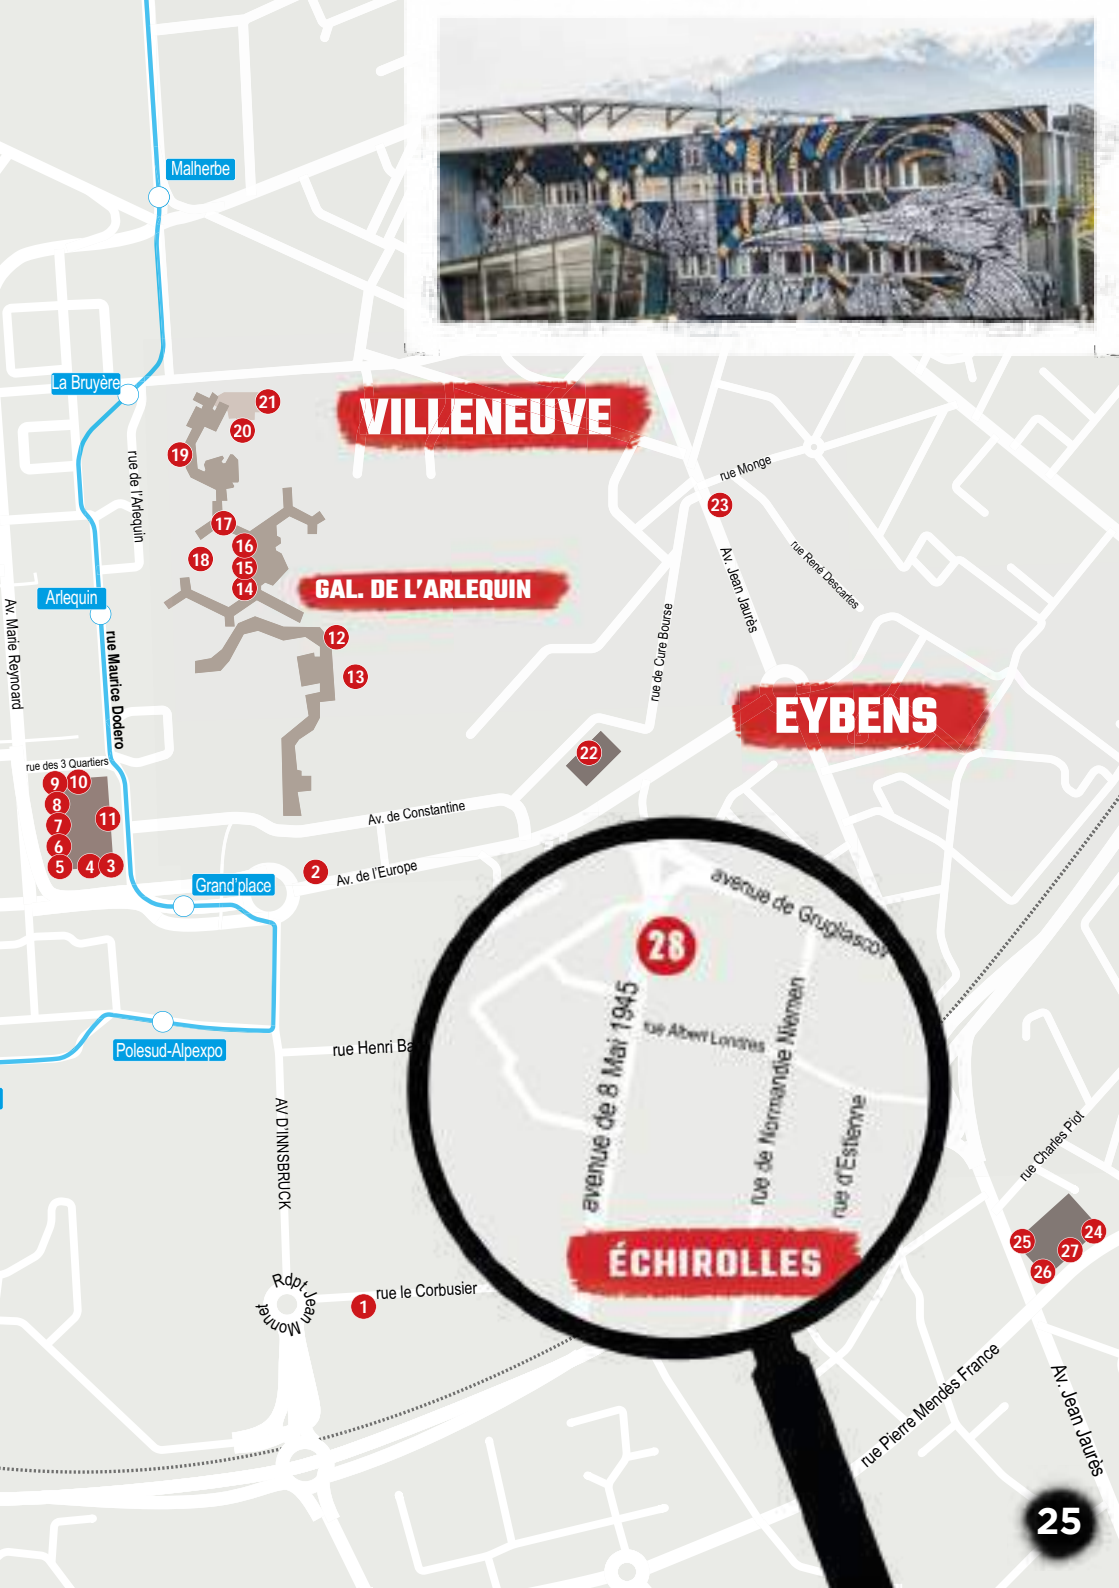 Malherbe
La Bruyère
21
VILLENEUVE
20
19
rue de l'Arlequin
rue Monge
23
17
16
18
15
14
GAL. DE L'ARLEQUIN
rue René Descartes
Av. Jean Jaurès
Arlequin
Av. Marie Reynoard
rue Maurice Dodero
12
13
rue de Cure Bourse
EYBENS
22
rue des 3 Quartiers
9
10
8
7
11
6
5
4
3
Av. de Constantine
2
Av. de l'Europe
Grand'place
avenue de Grugliasco
28
avenue de 8 Mai 1945
rue Albert Londres
rue de Normandie Niemen
rue d'Estienne
Polesud-Alpexpo
rue Henri Ba
AV D'INNSBRUCK
rue Charles Piot
24
25
27
26
ÉCHIROLLES
Rdpt Jean Monnet
1
rue le Corbusier
rue Pierre Mendès France
Av. Jean Jaurès
25